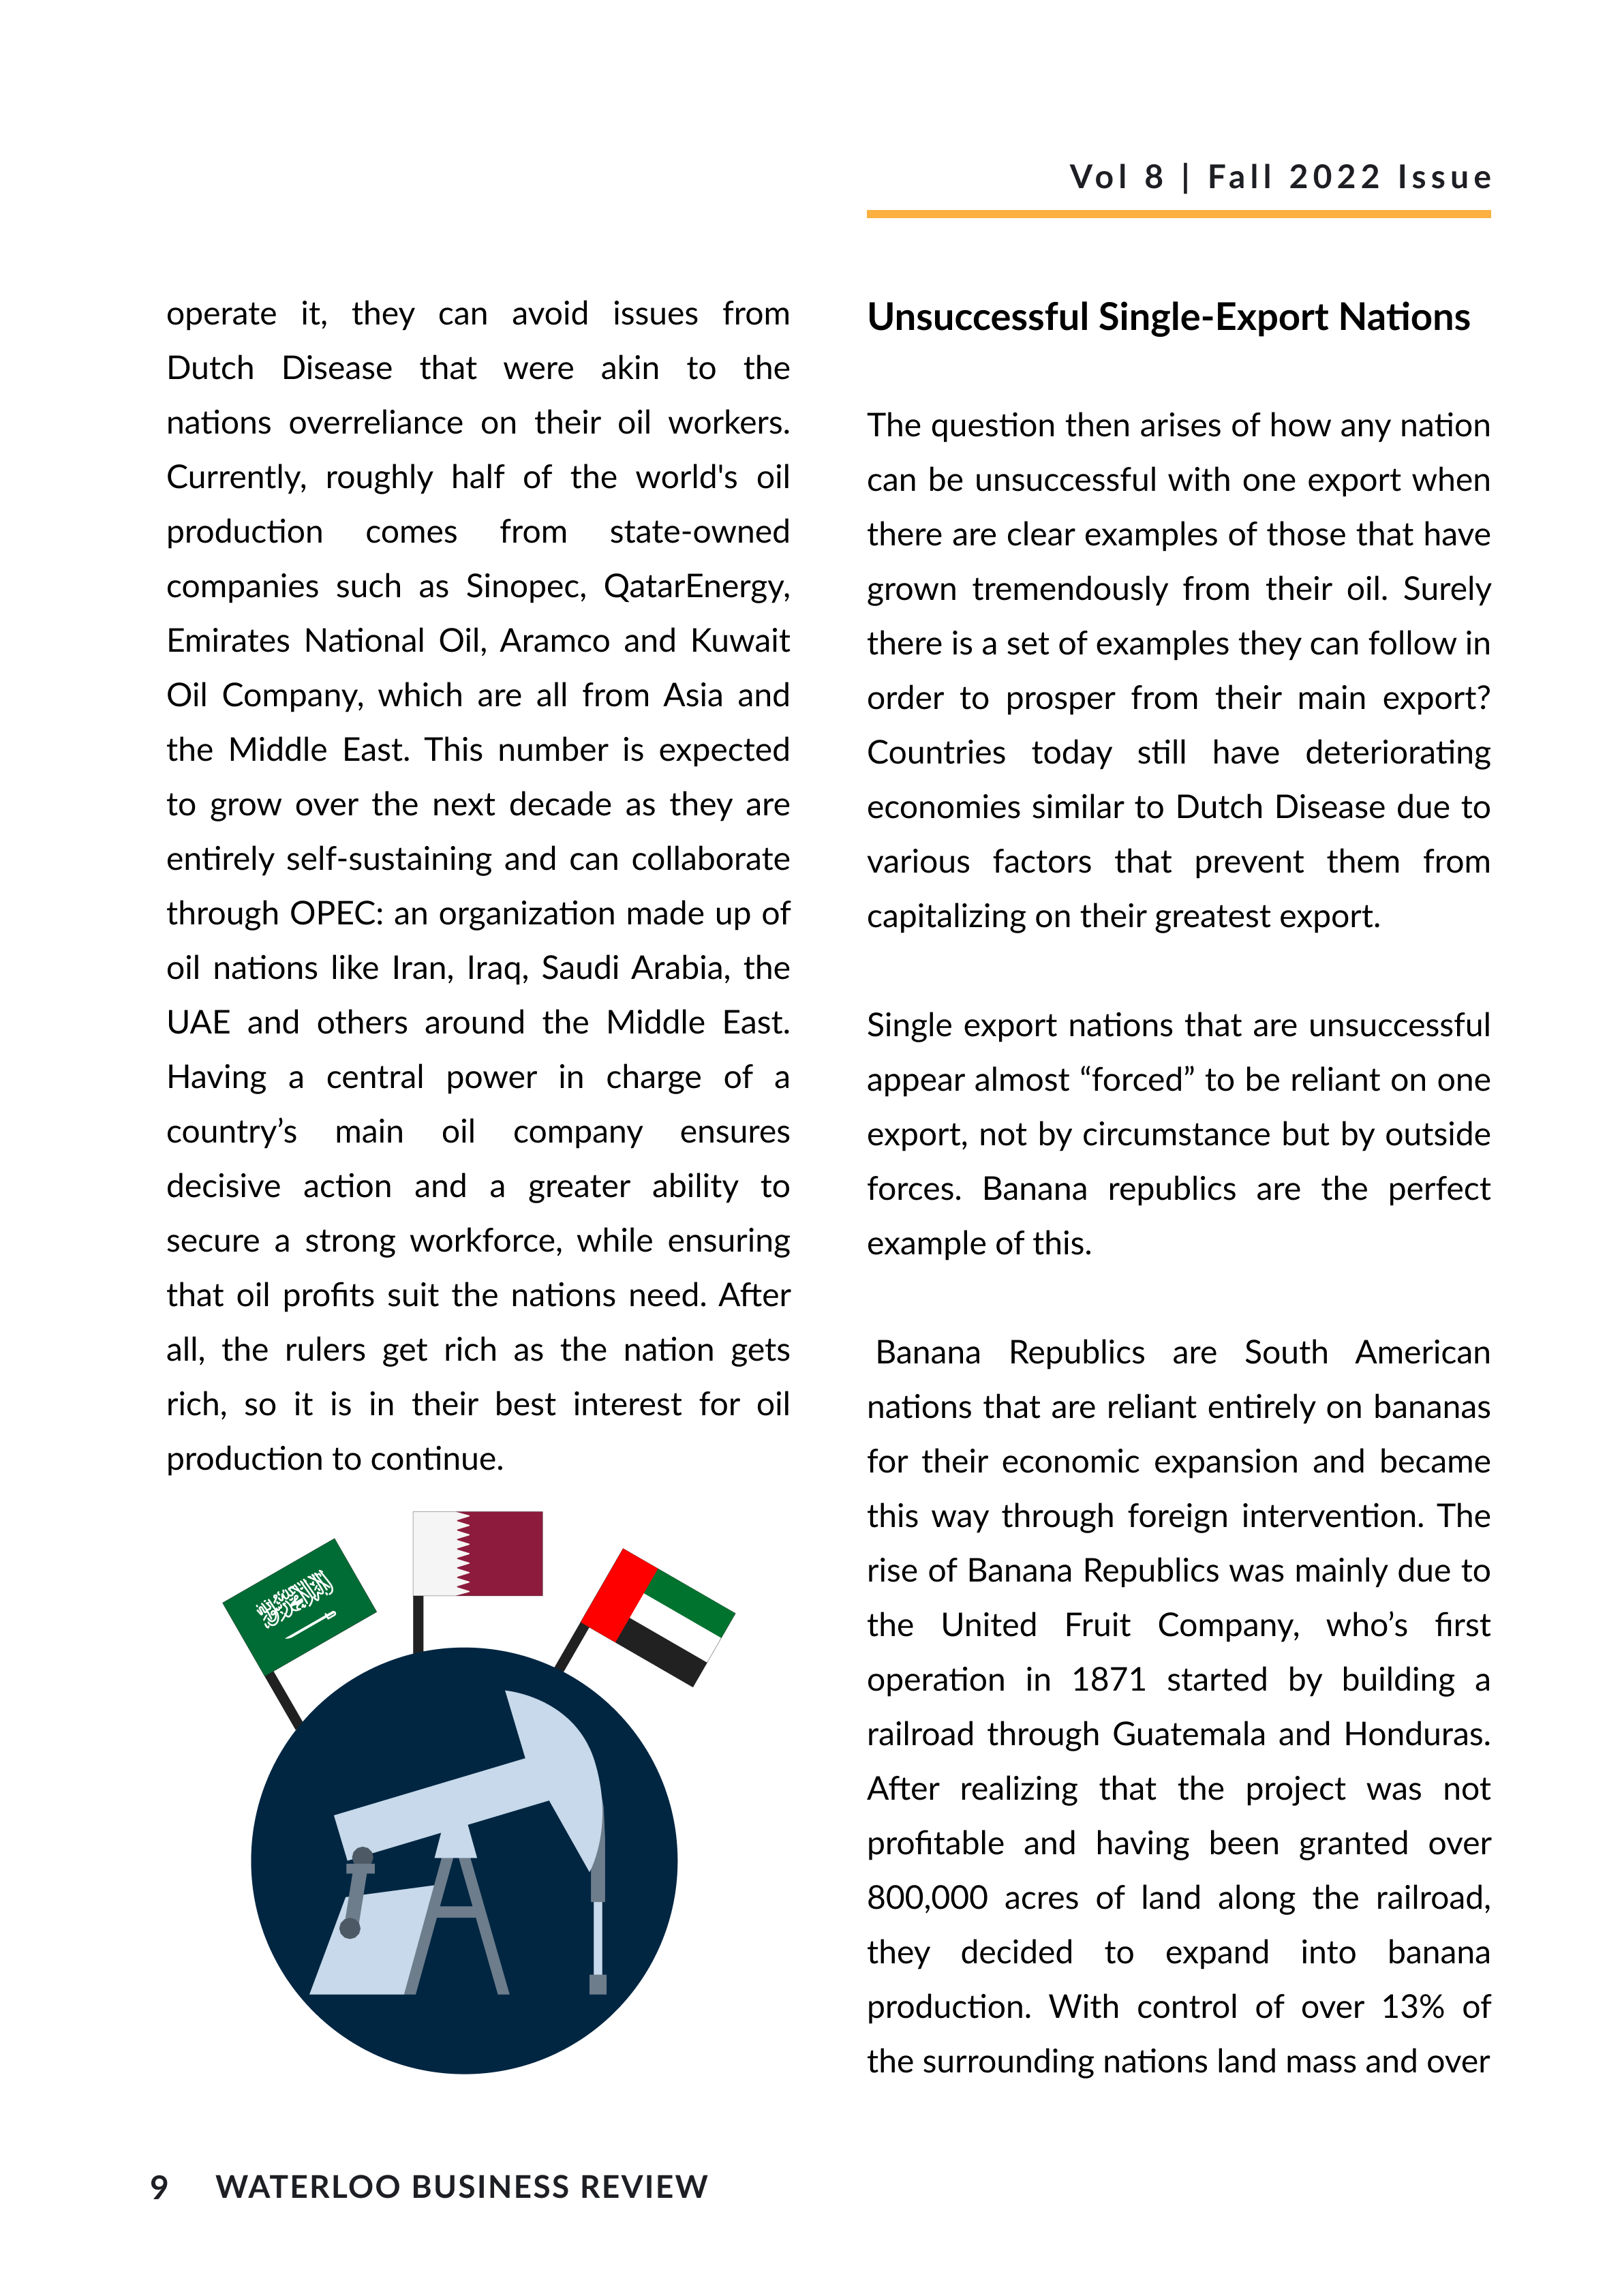 Vol 8 | Fall 2022 Issue
operate it, they can avoid issues from
Dutch Disease that were akin to the
nations overreliance on their oil workers.
Currently, roughly half of the world's oil
production comes from state-owned
companies such as Sinopec, QatarEnergy,
Emirates National Oil, Aramco and Kuwait
Oil Company, which are all from Asia and
the Middle East. This number is expected
to grow over the next decade as they are
entirely self-sustaining and can collaborate
through OPEC: an organization made up of
oil nations like Iran, Iraq, Saudi Arabia, the
UAE and others around the Middle East.
Having a central power in charge of a
country’s main oil company ensures
decisive action and a greater ability to
secure a strong workforce, while ensuring
that oil profits suit the nations need. After
all, the rulers get rich as the nation gets
rich, so it is in their best interest for oil
production to continue.
Unsuccessful Single-Export Nations
The question then arises of how any nation
can be unsuccessful with one export when
there are clear examples of those that have
grown tremendously from their oil. Surely
there is a set of examples they can follow in
order to prosper from their main export?
Countries today still have deteriorating
economies similar to Dutch Disease due to
various factors that prevent them from
capitalizing on their greatest export.
Single export nations that are unsuccessful
appear almost “forced” to be reliant on one
export, not by circumstance but by outside
forces. Banana republics are the perfect
example of this.
Banana Republics are South American
nations that are reliant entirely on bananas
for their economic expansion and became
this way through foreign intervention. The
rise of Banana Republics was mainly due to
the United Fruit Company, who’s first
operation in 1871 started by building a
railroad through Guatemala and Honduras.
After realizing that the project was not
profitable and having been granted over
800,000 acres of land along the railroad,
they decided to expand into banana
production. With control of over 13% of
the surrounding nations land mass and over
9 WATERLOO BUSINESS REVIEW